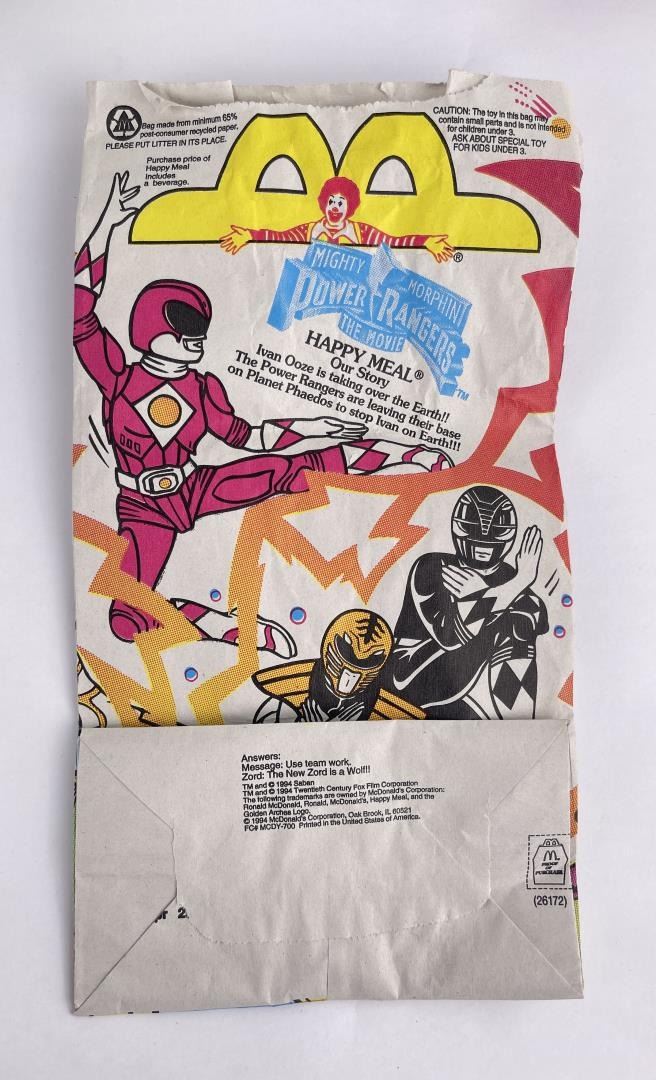 Bag made from minimum 65%
post-consumer recycled paper.
PLEASE PUT LITTER IN ITS PLACE.
Purchase price of
Happy Meal
includes
a beverage.
CAUTION: The toy in this bag may
contain small parts and is not intended
for children under 3.
ASK ABOUT SPECIAL TOY
FOR KIDS UNDER 3.
®
MIGHTY MORPHIN!
POWER RANGERS
THE MOVIE
TM
HAPPY MEAL®
Our Story
Ivan Ooze is taking over the Earth!!
The Power Rangers are leaving their base
on Planet Phaedos to stop Ivan on Earth!!!
Answers:
Message: Use team work.
Zord: The New Zord is a Wolf!!
TM and © 1994 Saban
TM and © 1994 Twentieth Century Fox Film Corporation
The following trademarks are owned by McDonald's Corporation:
Ronald McDonald, Ronald, McDonald's, Happy Meal, and the
Golden Arches Logo.
© 1994 McDonald's Corporation, Oak Brook, IL 60521
FC# MCDY-700 Printed in the United States of America.
PROOF
OF
PURCHASE
(26172)